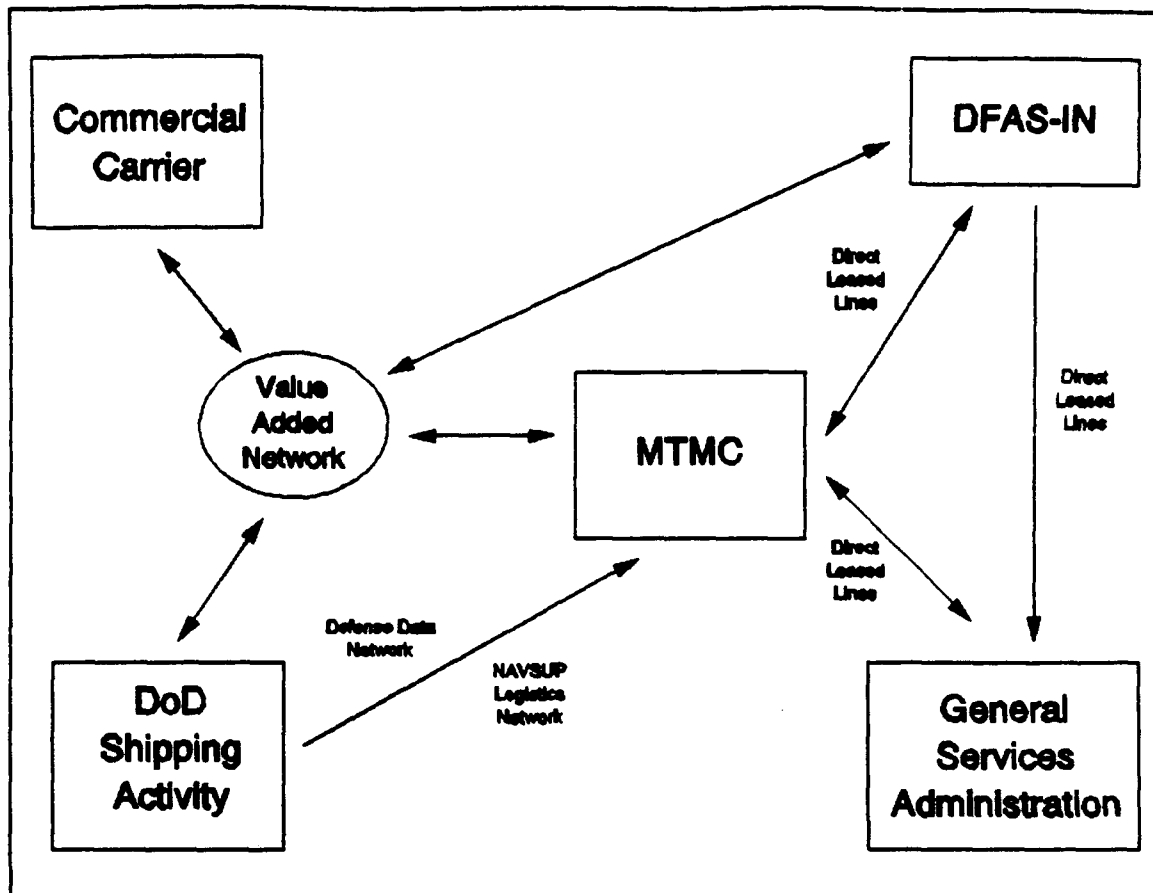 Commercial
Carrier
DFAS-IN
Direct
Leased
Lines
Value
Added
Network
MTMC
Direct
Leased
Lines
Direct
Leased
Lines
Defense Data
Network
NAVSUP
Logistics
Network
DoD
Shipping
Activity
General
Services
Administration